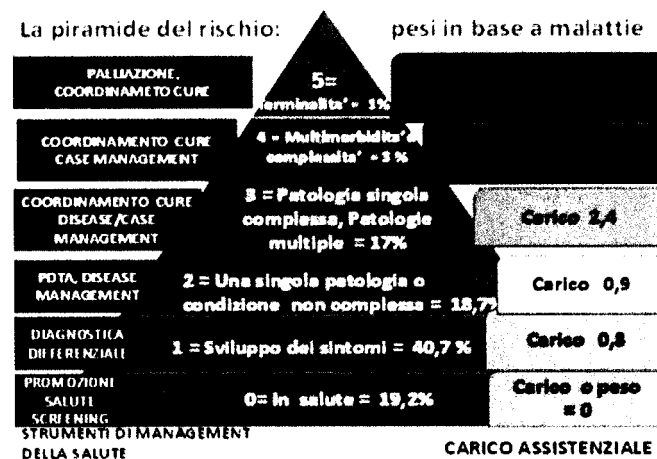 La piramide del rischio: pesi in base a malattie
PALLIAZIONE,
COORDINAMETO CURE
5=
terminalita' = 1%
COORDINAMENTO CURE
CASE MANAGEMENT
4 = Multimorbidita'
complessita' = 3 %
COORDINAMENTO CURE
DISEASE/CASE
MANAGEMENT
3 = Patologia singola
complessa, Patologie
multiple = 17%
Carico 2,4
PDTA, DISEASE
MANAGEMENT
2 = Una singola patologia o
condizione non complessa = 18,7%
Carico 0,9
DIAGNOSTICA
DIFFERENZIALE
1 = Sviluppo dei sintomi = 40,7 %
Carico 0,8
PROMOZIONI
SALUTE
SCREENING
0= in salute = 19,2%
Carico o peso
= 0
STRUMENTI DI MANAGEMENT
DELLA SALUTE
CARICO ASSISTENZIALE